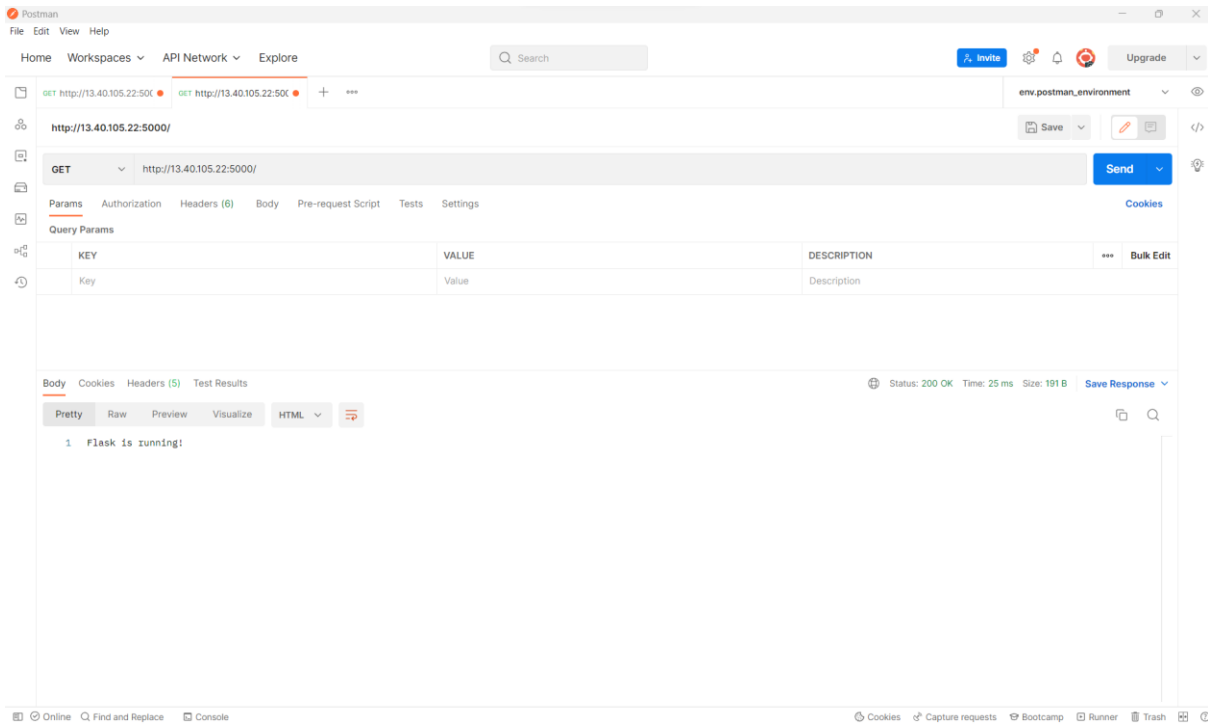 Postman
File Edit View Help
Home Workspaces API Network Explore Search Invite Upgrade
GET http://13.40.105.22:500 GET http://13.40.105.22:500 env.postman_environment
http://13.40.105.22:5000/ Save
GET http://13.40.105.22:5000/ Send
Params Authorization Headers (6) Body Pre-request Script Tests Settings Cookies
Query Params
KEY VALUE DESCRIPTION Bulk Edit
Key Value Description
Body Cookies Headers (5) Test Results Status: 200 OK Time: 25 ms Size: 191 B Save Response
Pretty Raw Preview Visualize HTML
1 Flask is running!
Online Find and Replace Console Cookies Capture requests Bootcamp Runner Trash